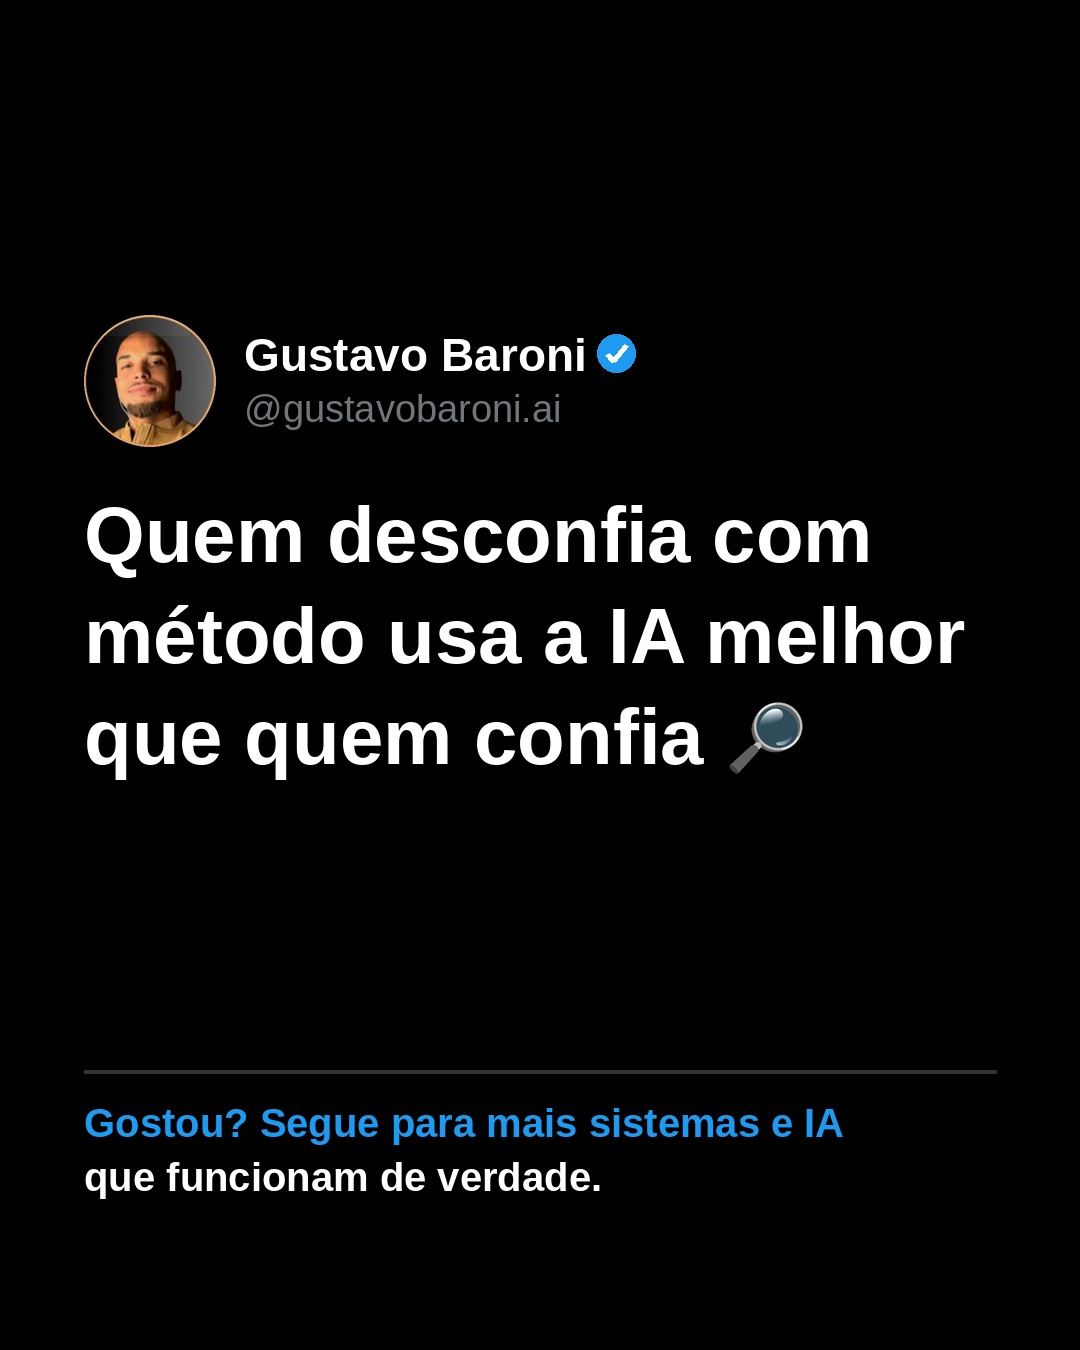 Gustavo Baroni
@gustavobaroni.ai
Quem desconfia com
método usa a IA melhor
que quem confia 🔎
Gostou? Segue para mais sistemas e IA
que funcionam de verdade.